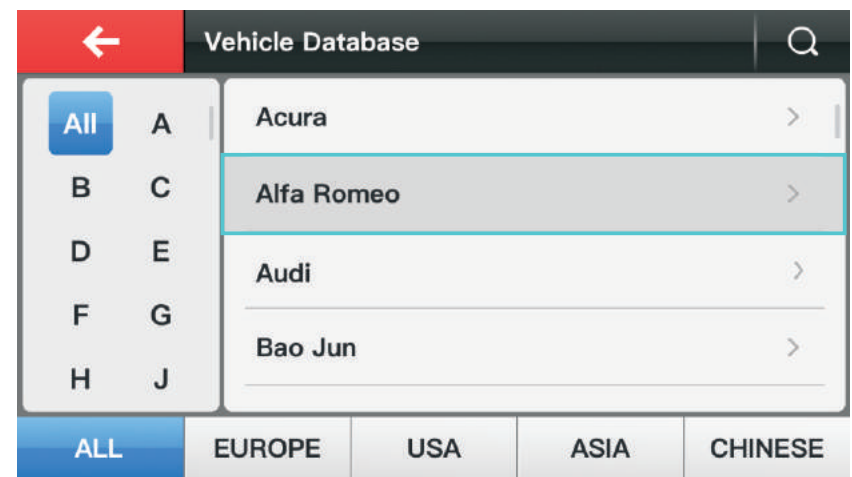 Vehicle Database
All A
B C
D E
F G
H J
Acura
Alfa Romeo
Audi
Bao Jun
ALL EUROPE USA ASIA CHINESE